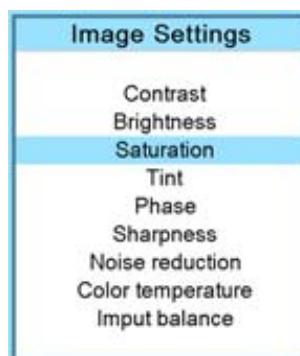 Image Settings
Contrast
Brightness
Saturation
Tint
Phase
Sharpness
Noise reduction
Color temperature
Imput balance